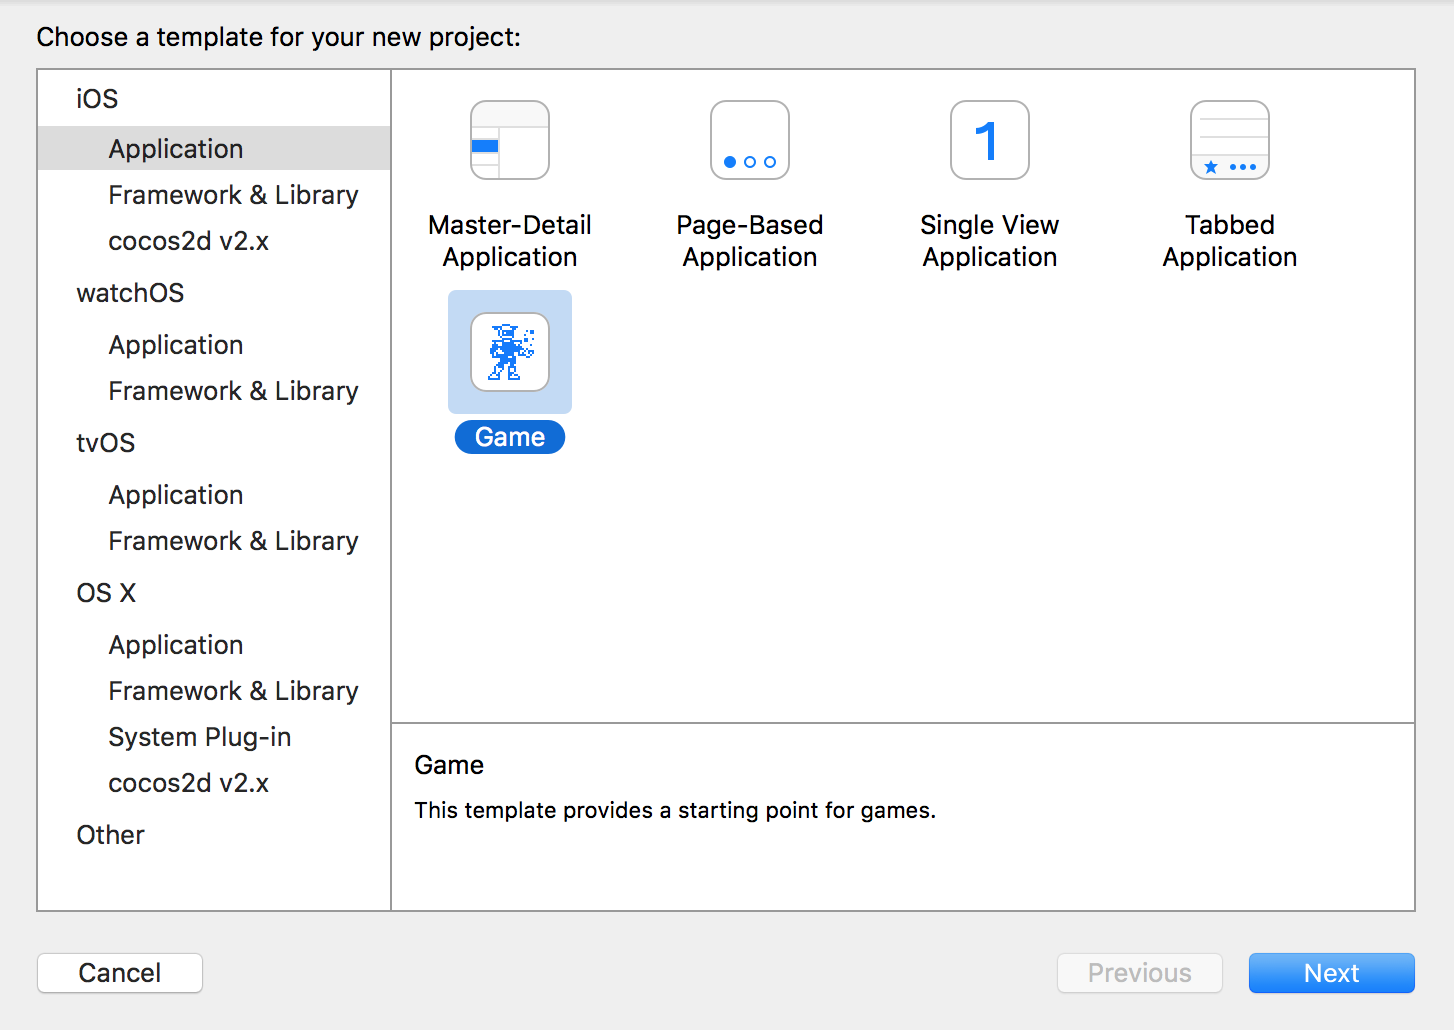 Choose a template for your new project:
iOS
Application
Framework & Library
cocos2d v2.x
watchOS
Application
Framework & Library
tvOS
Application
Framework & Library
OS X
Application
Framework & Library
System Plug-in
cocos2d v2.x
Other
1
Master-Detail
Application
Page-Based
Application
Single View
Application
Tabbed
Application
Game
Game
This template provides a starting point for games.
Cancel
Previous
Next